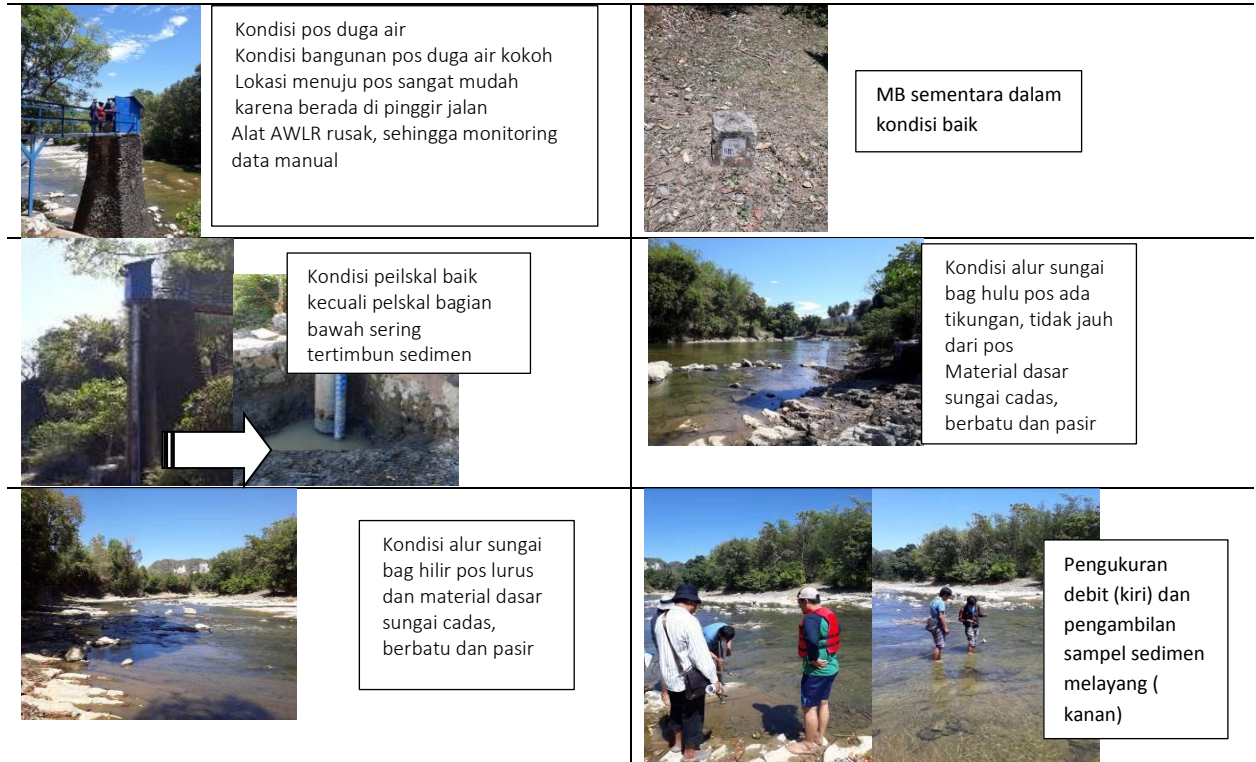 Kondisi pos duga air
Kondisi bangunan pos duga air kokoh
Lokasi menuju pos sangat mudah
karena berada di pinggir jalan
Alat AWLR rusak, sehingga monitoring
data manual
MB sementara dalam
kondisi baik
Kondisi peilskal baik
kecuali pelskal bagian
bawah sering
tertimbun sedimen
Kondisi alur sungai
bag hulu pos ada
tikungan, tidak jauh
dari pos
Material dasar
sungai cadas,
berbatu dan pasir
Kondisi alur sungai
bag hilir pos lurus
dan material dasar
sungai cadas,
berbatu dan pasir
Pengukuran
debit (kiri) dan
pengambilan
sampel sedimen
melayang (
kanan)